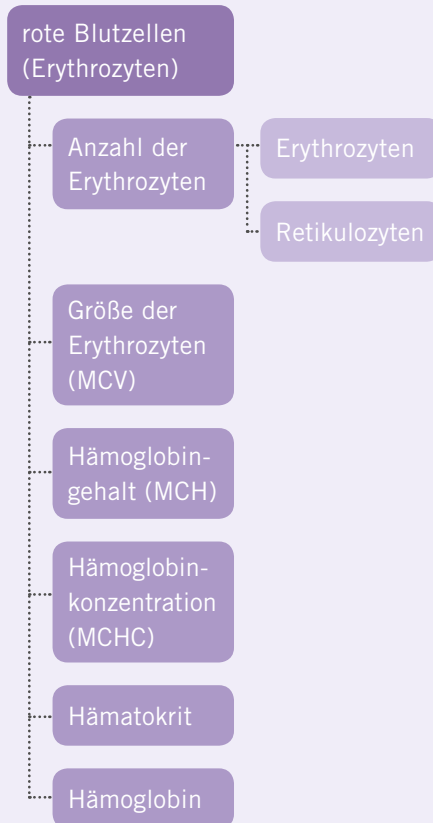 rote Blutzellen
(Erythrozyten)
Anzahl der
Erythrozyten
Erythrozyten
Retikulozyten
Größe der
Erythrozyten
(MCV)
Hämoglobin-
gehalt (MCH)
Hämoglobin-
konzentration
(MCHC)
Hämatokrit
Hämoglobin